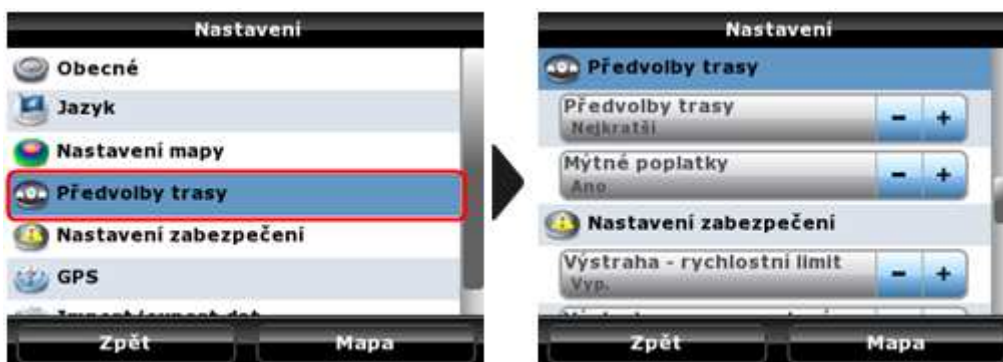 Nastavení
Obecné
Jazyk
Nastavení mapy
Předvolby trasy
Nastavení zabezpečení
GPS
Zpět
Mapa
Nastavení
Předvolby trasy
Předvolby trasy
Nejkratší
- +
Mýtné poplatky
Ano
- +
Nastavení zabezpečení
Výstraha - rychlostní limit
Vyp.
- +
Zpět
Mapa